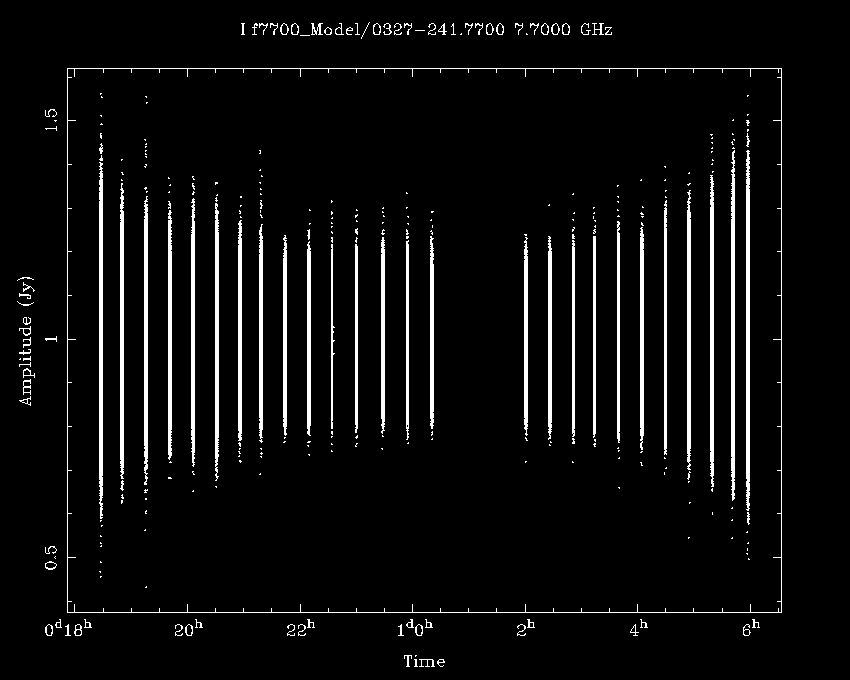 I f7700_Model/0327-241.7700 7.7000 GHz
1.5
1
0.5
Amplitude (Jy)
0d18h 20h 22h 1d0h 2h 4h 6h
Time